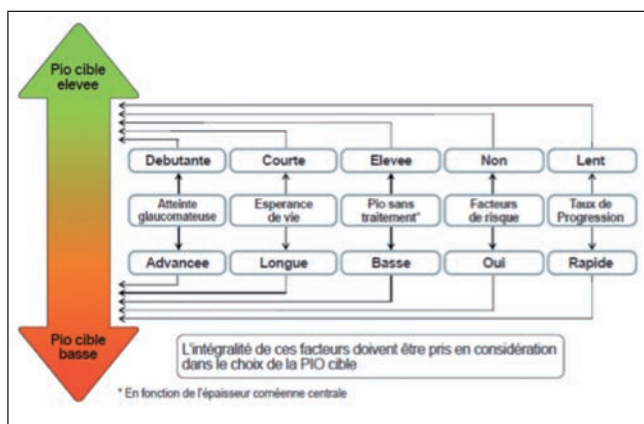 Pio cible
elevee
Debutante Courte Elevee Non Lent
Atteinte
glaucomateuse
Esperance
de vie
Pio sans
traitement*
Facteurs
de risque
Taux de
Progression
Advancee Longue Basse Oui Rapide
Pio cible
basse
L'intégralité de ces facteurs doivent être pris en considération
dans le choix de la PIO cible
* En fonction de l'épaisseur cornéenne centrale